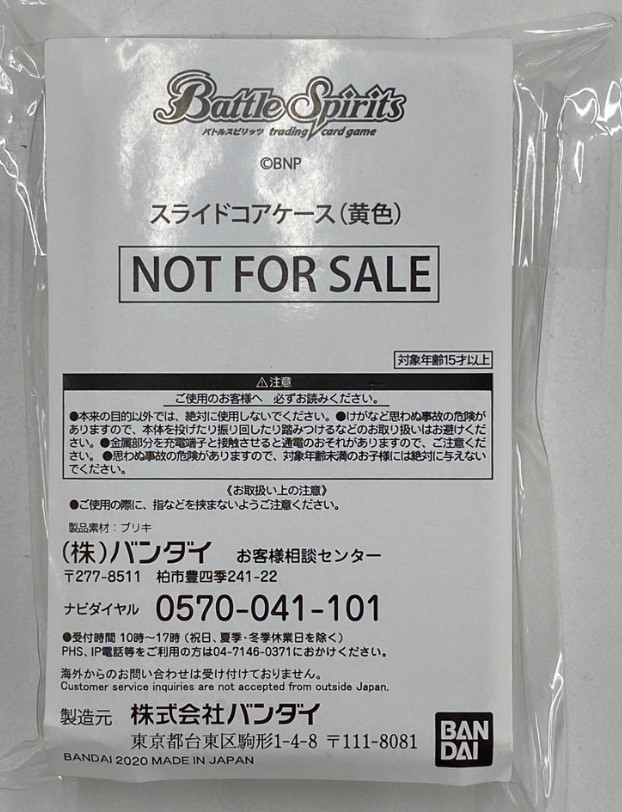 Battle Spirits
バトルスピリッツ trading card game
©BNP
スライドコアケース(黄色)
NOT FOR SALE
対象年齢15才以上
⚠注意
ご使用のお客様へ 必ずお読みください。
●本来の目的以外では、絶対に使用しないでください。●けがなど思わぬ事故の危険が
ありますので、本体を投げたり振り回したり踏みつけるなどのお取り扱いはお避けくださ
い。●金属部分を充電端子と接触させると通電のおそれがありますので、ご注意くださ
い。●思わぬ事故の危険がありますので、対象年齢未満のお子様には絶対に与えない
でください。
《お取扱い上の注意》
●ご使用の際に、指などを挟まないようご注意ください。
製品素材：ブリキ
(株)バンダイ お客様相談センター
〒277-8511 柏市豊四季241-22
ナビダイヤル 0570-041-101
●受付時間 10時～17時(祝日、夏季・冬季休業日を除く)
PHS、IP電話等をご利用の方は04-7146-0371におかけください。
海外からのお問い合わせは受け付けておりません。
Customer service inquiries are not accepted from outside Japan.
製造元 株式会社バンダイ
東京都台東区駒形1-4-8 〒111-8081
BANDAI 2020 MADE IN JAPAN
BAN
DAI